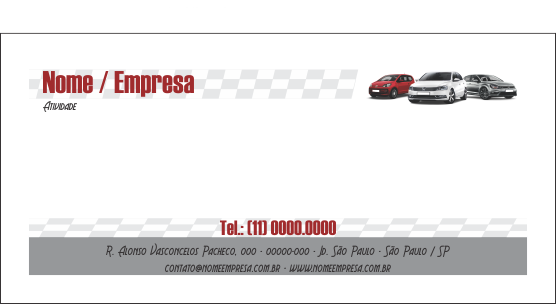 Nome / Empresa
Atividade
Tel.: (11) 0000.0000
R. Alonso Vasconcelos Pacheco, 000 - 00000-000 - Jd. São Paulo - São Paulo / SP
contato@nomeempresa.com.br - www.nomeempresa.com.br